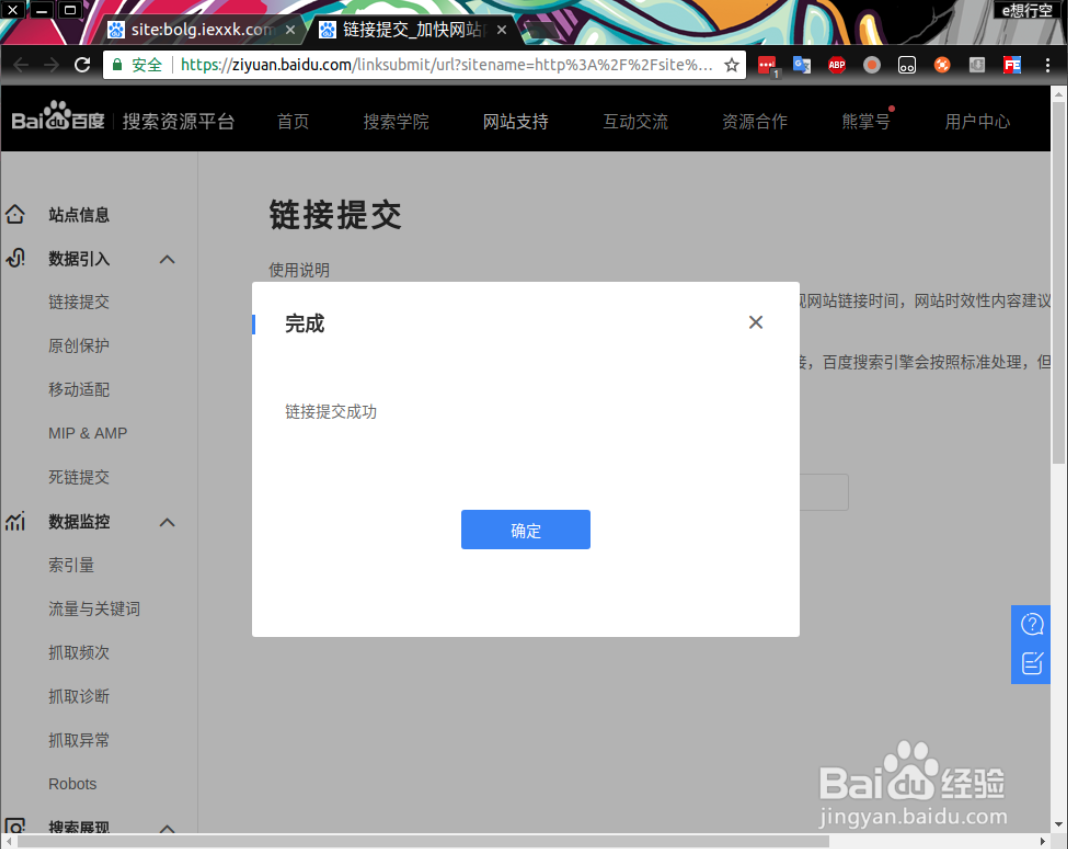 e想行空
site:bolg.iexxk.com
链接提交_加快网站
安全
https://ziyuan.baidu.com/linksubmit/url?sitename=http%3A%2F%2Fsite%...
1
ABP
FE
Bai du 百度
搜索资源平台
首页
搜索学院
网站支持
互动交流
资源合作
熊掌号
用户中心
站点信息
数据引入
链接提交
原创保护
移动适配
MIP & AMP
死链提交
数据监控
索引量
流量与关键词
抓取频次
抓取诊断
抓取异常
Robots
搜索展现
链接提交
使用说明
现网站链接时间，网站时效性内容建议
接，百度搜索引擎会按照标准处理，但
完成
链接提交成功
确定
Bai du 经验
jingyan.baidu.com